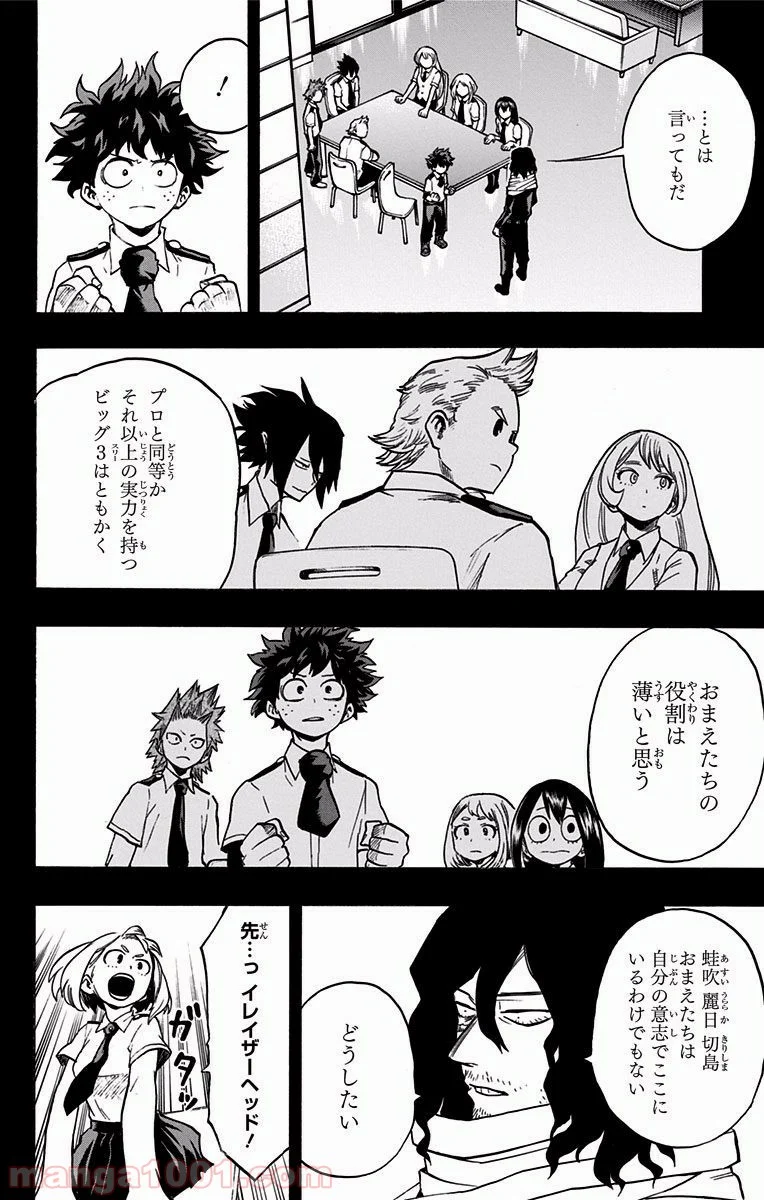 …とは
言ってもだ
！
プロと同等か
それ以上の実力を持つ
ビッグ3はともかく
おまえたちの
役割は
薄いと思う
蛙吹 麗日 切島
おまえたちは
自分の意志でここに
いるわけでもない
どうしたい
先…っ イレイザーヘッド！
ガタッ
manga1001.com